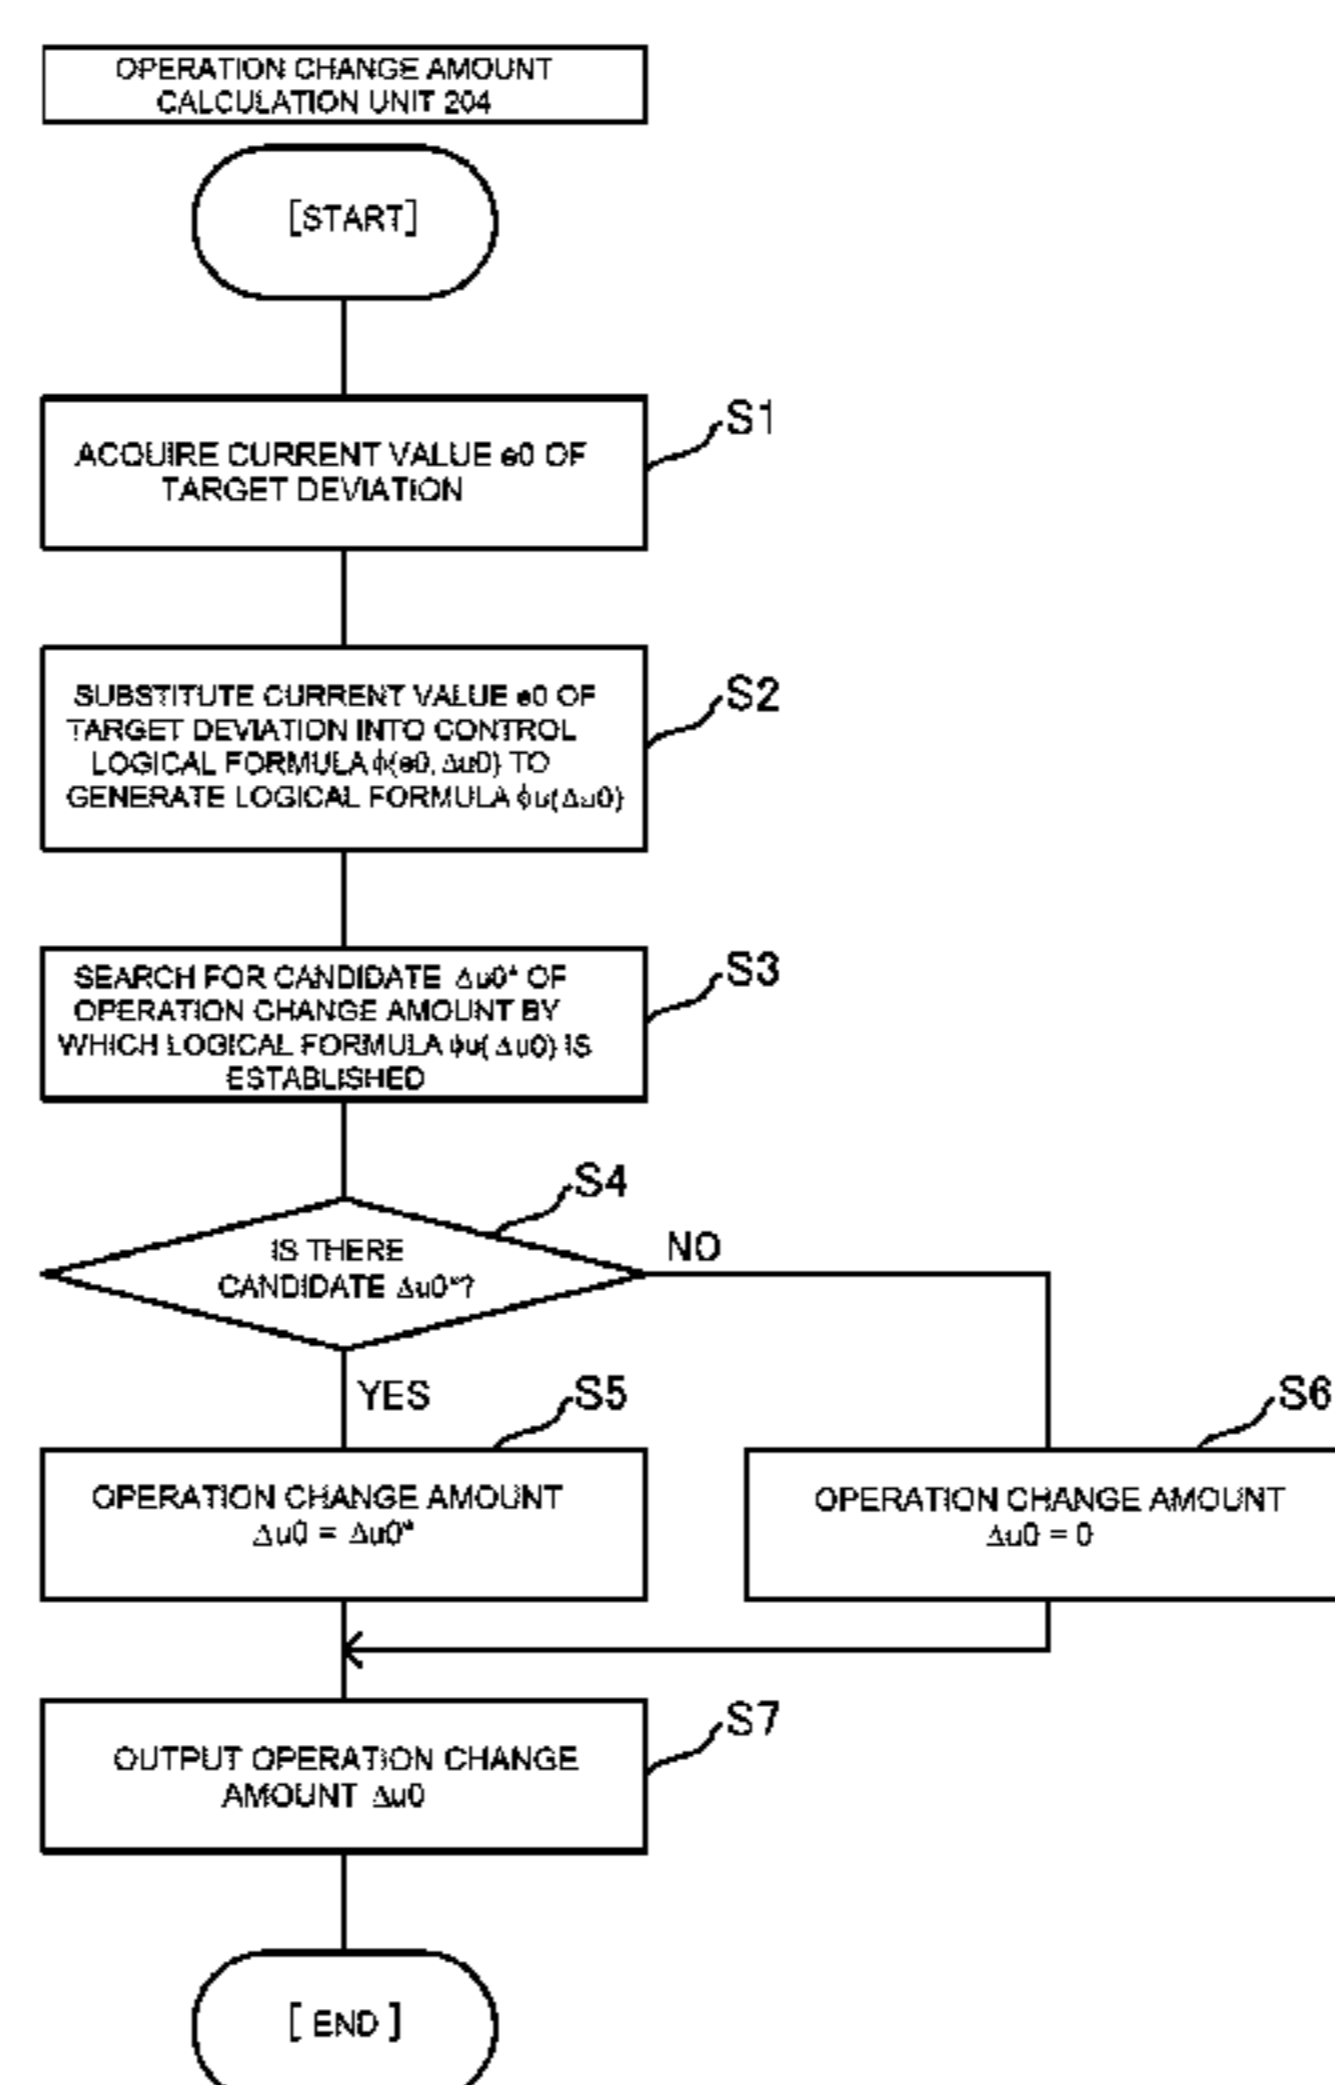 OPERATION CHANGE AMOUNT
CALCULATION UNIT 204
[START]
S1
ACQUIRE CURRENT VALUE e0 OF
TARGET DEVIATION
S2
SUBSTITUTE CURRENT VALUE e0 OF
TARGET DEVIATION INTO CONTROL
LOGICAL FORMULA ϕ(e0, Δu0) TO
GENERATE LOGICAL FORMULA ϕu(Δu0)
S3
SEARCH FOR CANDIDATE Δu0* OF
OPERATION CHANGE AMOUNT BY
WHICH LOGICAL FORMULA ϕu(Δu0) IS
ESTABLISHED
S4
IS THERE
CANDIDATE Δu0*?
NO
YES
S5
OPERATION CHANGE AMOUNT
Δu0 = Δu0*
S6
OPERATION CHANGE AMOUNT
Δu0 = 0
S7
OUTPUT OPERATION CHANGE
AMOUNT Δu0
[ END ]